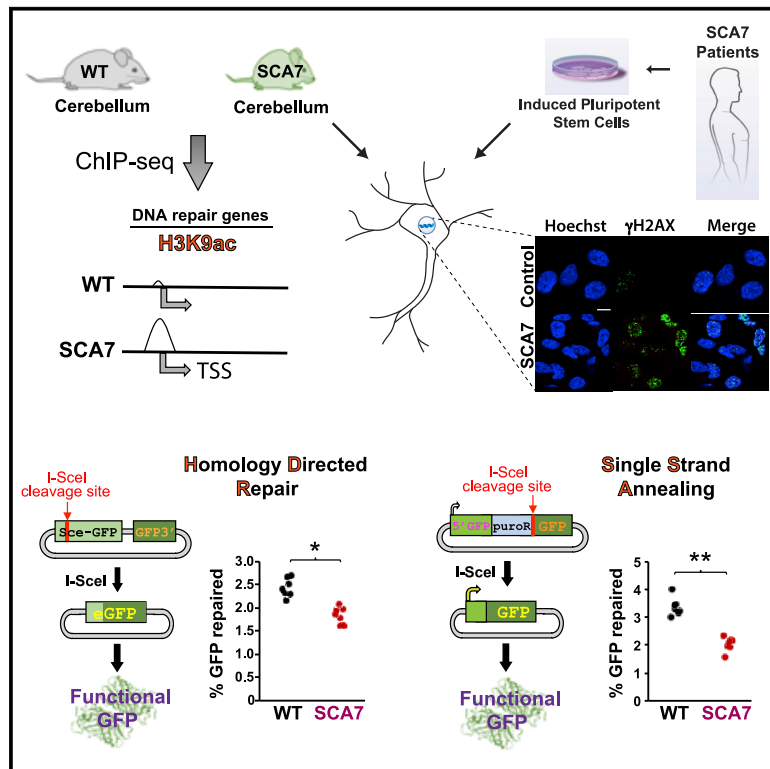 WT
Cerebellum
SCA7
Cerebellum
Induced Pluripotent
Stem Cells
SCA7
Patients
ChIP-seq
DNA repair genes
H3K9ac
WT
SCA7
TSS
Hoechst γH2AX Merge
Control
SCA7
Homology Directed
Repair
I-SceI
cleavage site
Sce-GFP GFP3'
I-SceI
eGFP
Functional
GFP
% GFP repaired
3.0
2.5
2.0
1.5
1.0
0.5
0
*
WT SCA7
Single Strand
Annealing
I-SceI
cleavage site
5'GFP puroR GFP
I-SceI
GFP
Functional
GFP
% GFP repaired
5
4
3
2
1
0
**
WT SCA7